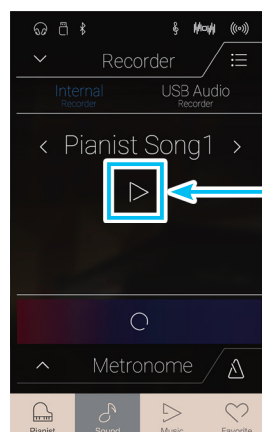 Recorder
Internal
Recorder
USB Audio
Recorder
Pianist Song1
Metronome
Pianist
Sound
Music
Favorite